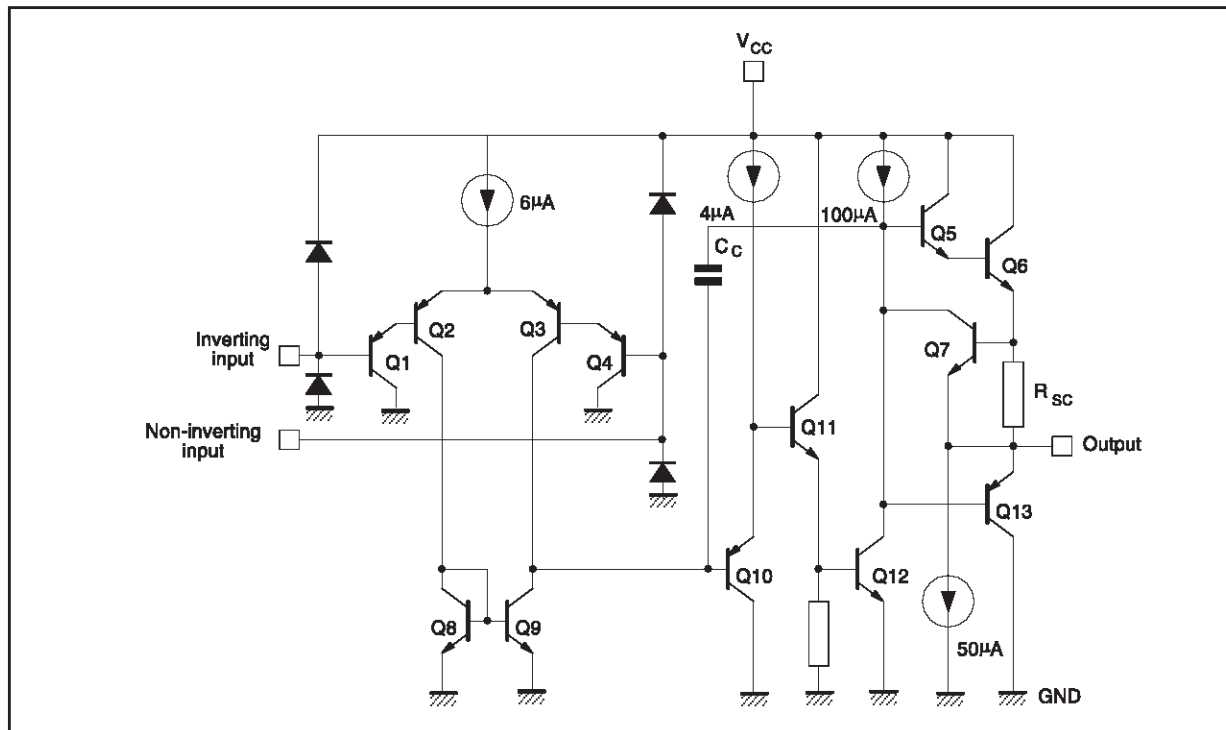 VCC
6µA
4µA
100µA
CC
Q5
Q6
Q2
Q3
Q7
Inverting
input
Q1
Q4
RSC
Non-inverting
input
Q11
Output
Q13
Q10
Q12
Q8
Q9
50µA
GND